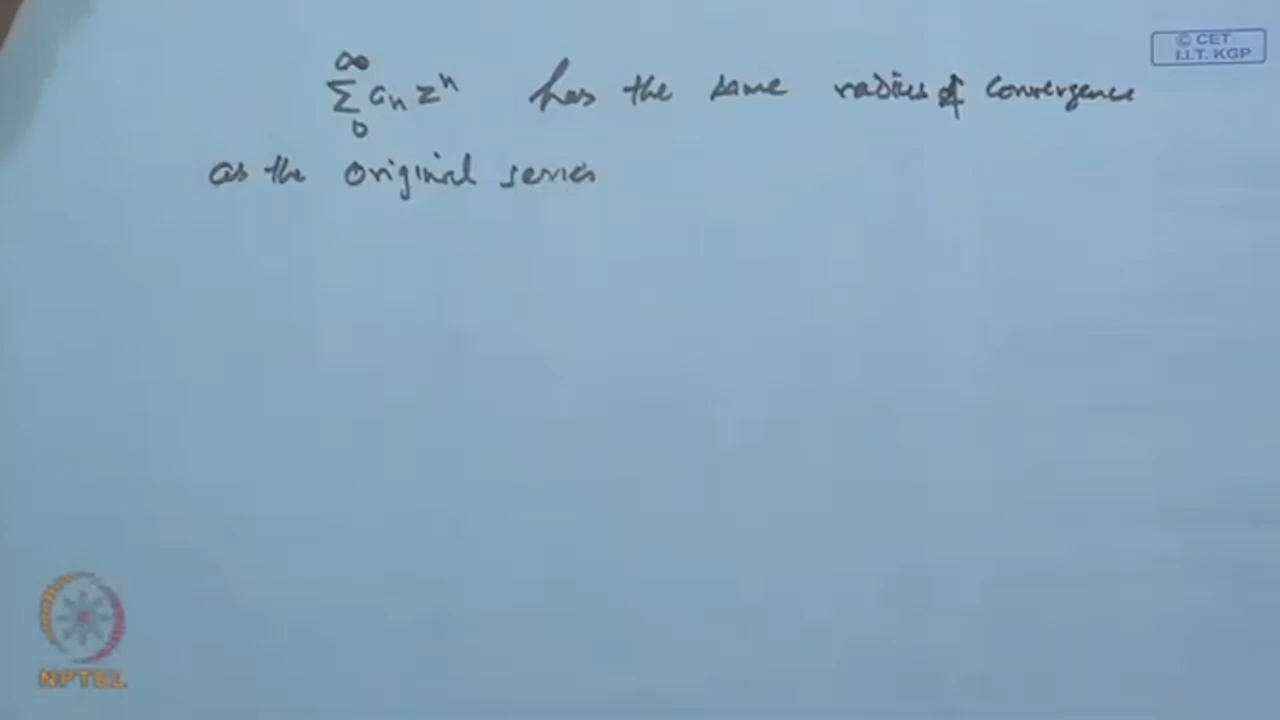 © CET
I.I.T. KGP
∞
Σ aₙ zⁿ has the same radius of convergence
0
as the original series
NPTEL